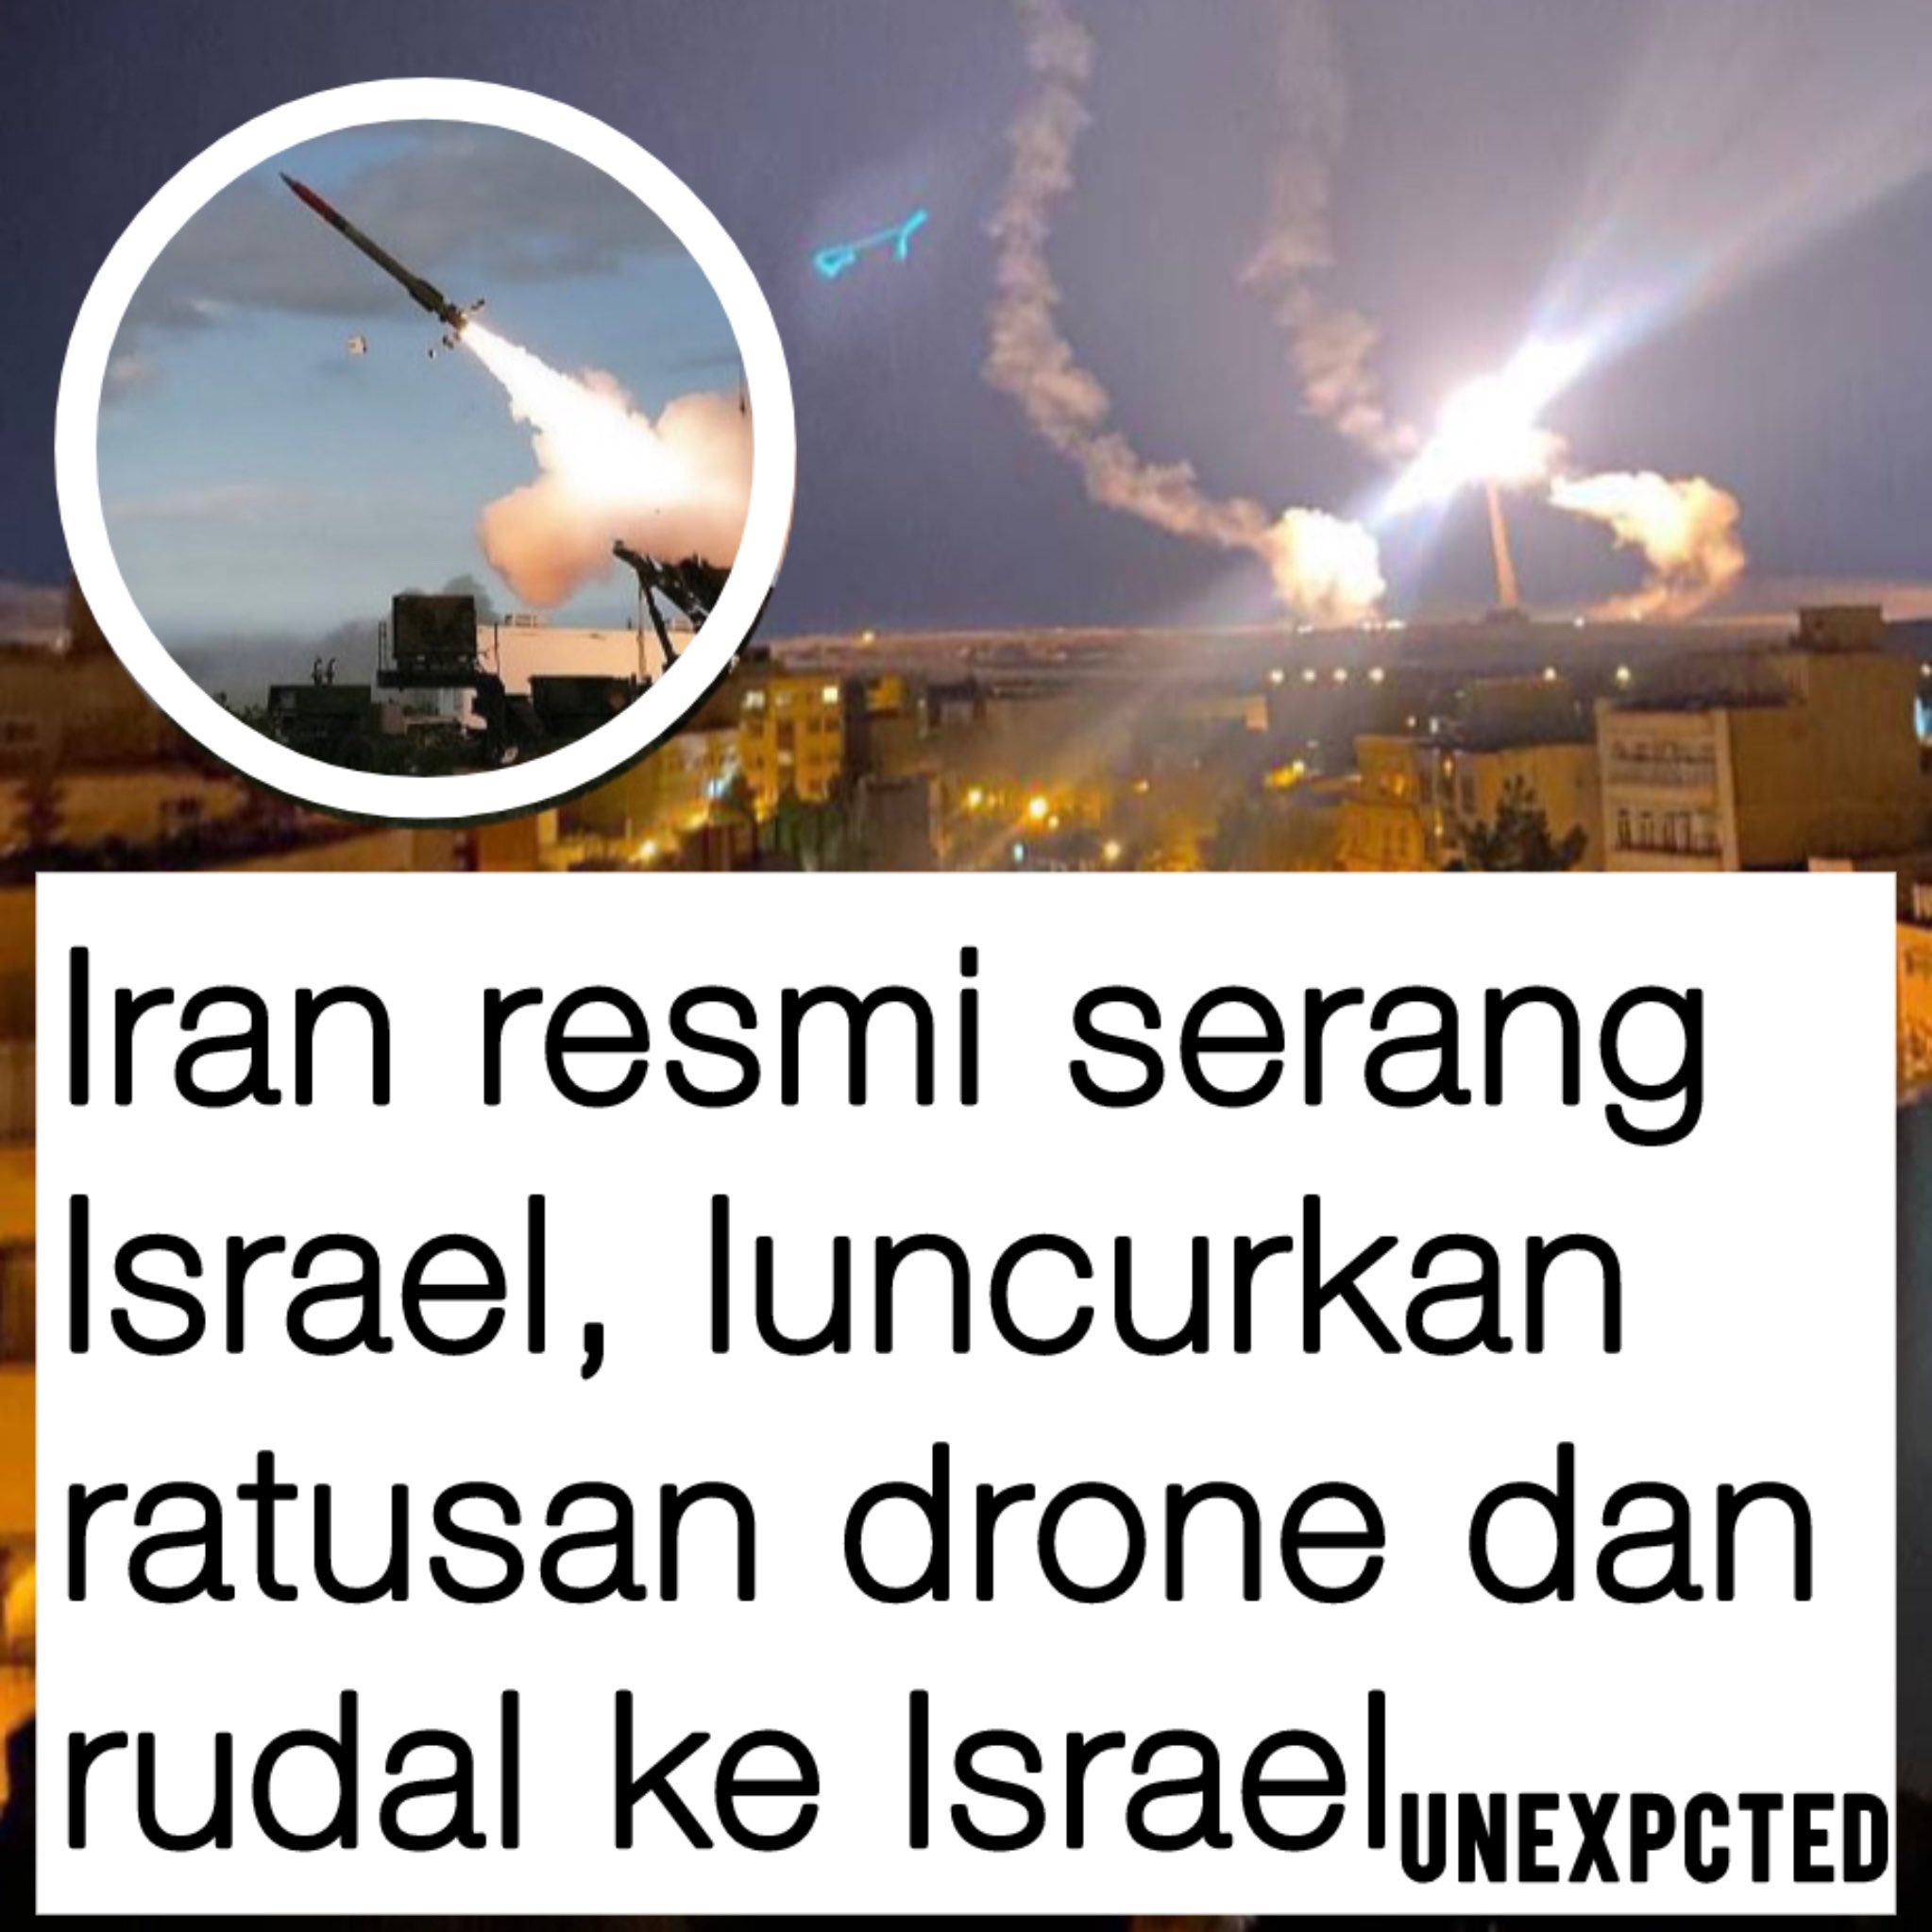 Iran resmi serang
Israel, luncurkan
ratusan drone dan
rudal ke Israel
UNEXPCTED